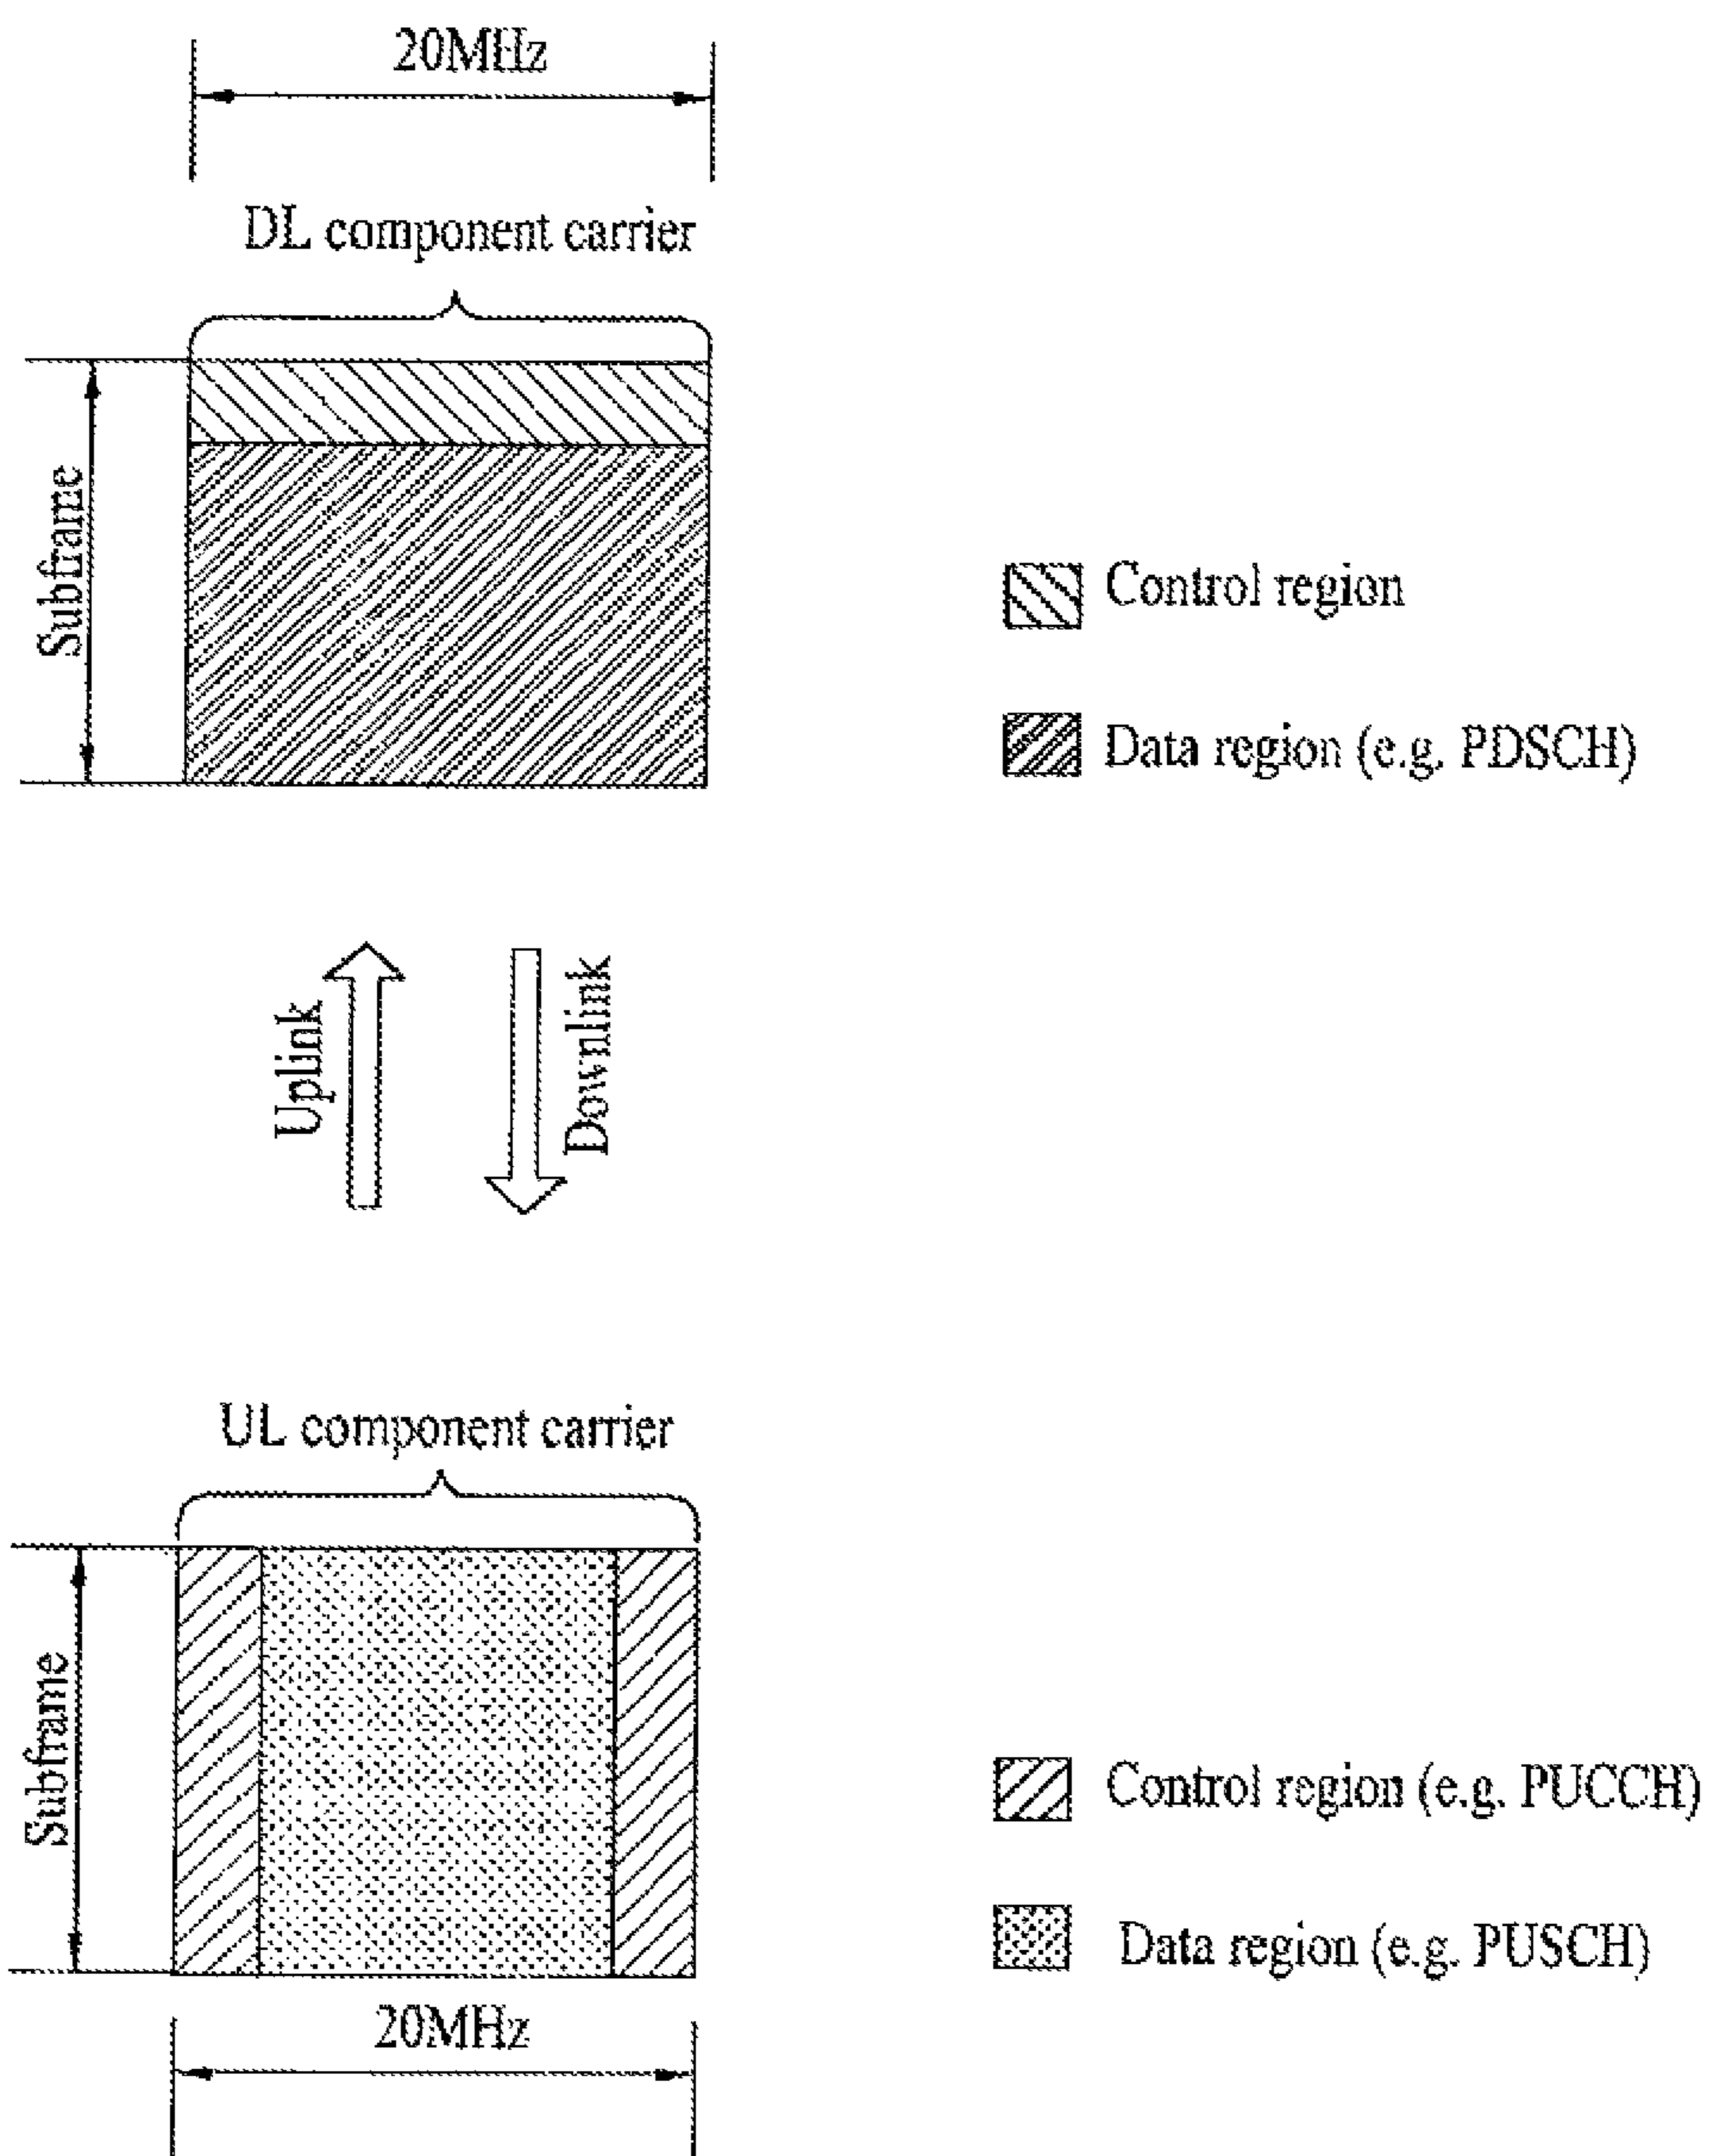 20MHz
DL component carrier
Subframe
Control region
Data region (e.g. PDSCH)
Uplink
Downlink
UL component carrier
Subframe
Control region (e.g. PUCCH)
Data region (e.g. PUSCH)
20MHz